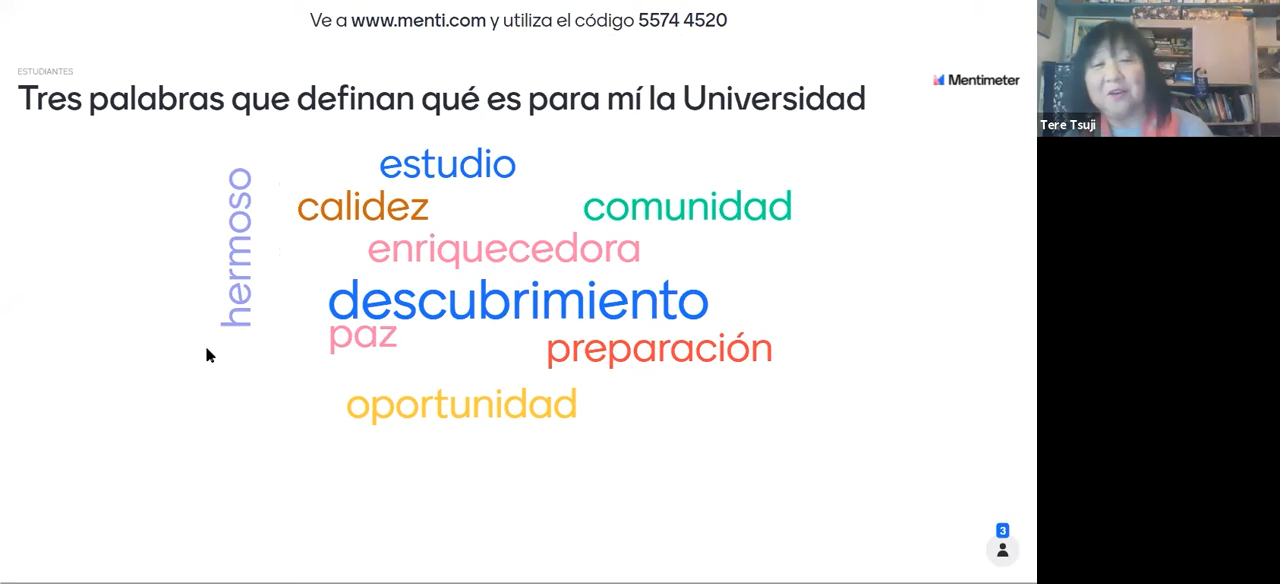 Ve a www.menti.com y utiliza el código 5574 4520
ESTUDIANTES
Mentimeter
Tres palabras que definan qué es para mí la Universidad
Tere Tsuji
estudio
hermoso
calidez
comunidad
enriquecedora
descubrimiento
paz
preparación
oportunidad
3